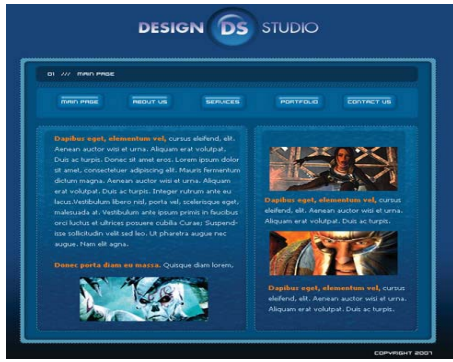 DESIGN DS STUDIO
01 /// MAIN PAGE
MAIN PAGE ABOUT US SERVICES PORTFOLIO CONTACT US
Dapibus eget, elementum vel, cursus eleifend, elit.
Aenean auctor wisi et urna. Aliquam erat volutpat.
Duis ac turpis. Donec sit amet eros. Lorem ipsum dolor
sit amet, consectetuer adipiscing elit. Mauris fermentum
dictum magna. Aenean auctor wisi et urna. Aliquam
erat volutpat. Duis ac turpis. Integer rutrum ante eu
lacus.Vestibulum libero nisl, porta vel, scelerisque eget,
malesuada at. Vestibulum ante ipsum primis in faucibus
orci luctus et ultrices posuere cubilia Curae; Suspend-
isse sollicitudin velit sed leo. Ut pharetra augue nec
augue. Nam elit agna.
Donec porta diam eu massa. Quisque diam lorem,
Dapibus eget, elementum vel, cursus
eleifend, elit. Aenean auctor wisi et urna.
Aliquam erat volutpat. Duis ac turpis.
Dapibus eget, elementum vel, cursus
eleifend, elit. Aenean auctor wisi et urna.
Aliquam erat volutpat. Duis ac turpis.
COPYRIGHT 2007